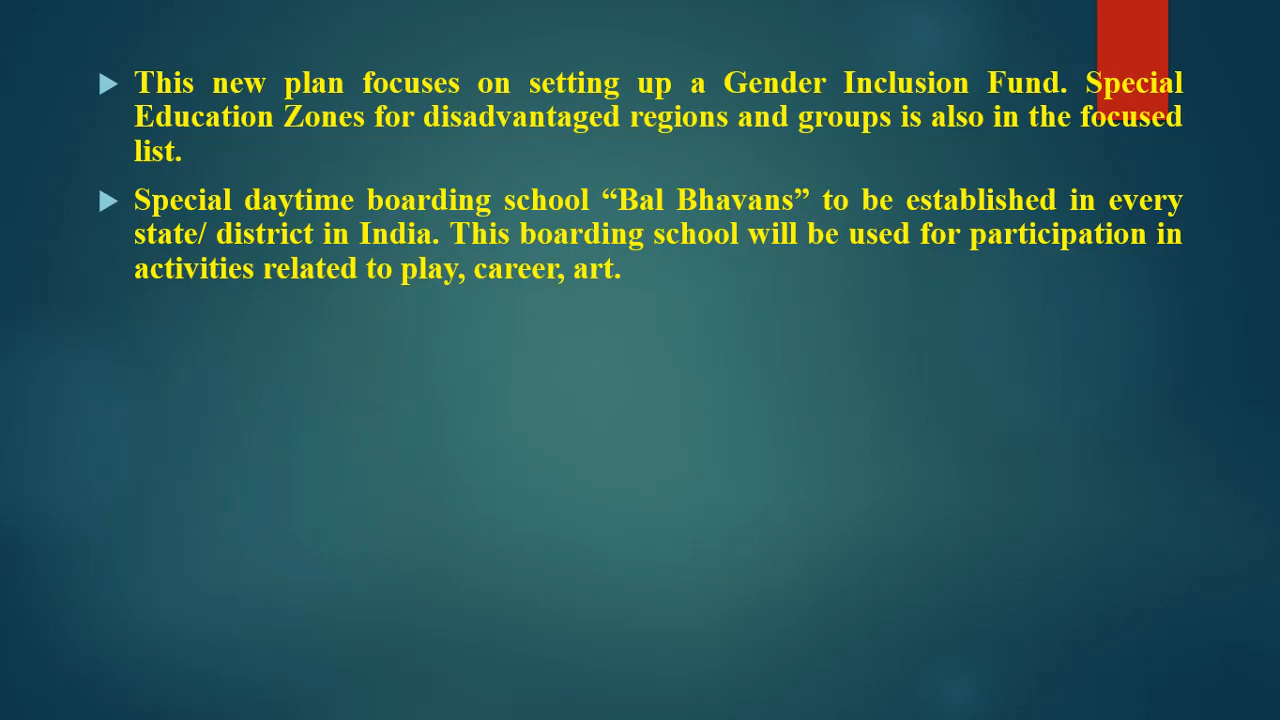 This new plan focuses on setting up a Gender Inclusion Fund. Special
Education Zones for disadvantaged regions and groups is also in the focused
list.
Special daytime boarding school “Bal Bhavans” to be established in every
state/ district in India. This boarding school will be used for participation in
activities related to play, career, art.